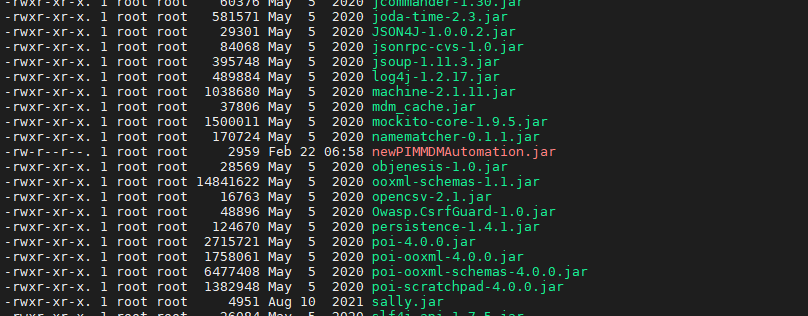 -rwxr-xr-x. 1 root root 60376 May 5 2020 jcommander-1.30.jar
-rwxr-xr-x. 1 root root 581571 May 5 2020 joda-time-2.3.jar
-rwxr-xr-x. 1 root root 29301 May 5 2020 JSON4J-1.0.0.2.jar
-rwxr-xr-x. 1 root root 84068 May 5 2020 jsonrpc-cvs-1.0.jar
-rwxr-xr-x. 1 root root 395748 May 5 2020 jsoup-1.11.3.jar
-rwxr-xr-x. 1 root root 489884 May 5 2020 log4j-1.2.17.jar
-rwxr-xr-x. 1 root root 1038680 May 5 2020 machine-2.1.11.jar
-rwxr-xr-x. 1 root root 37806 May 5 2020 mdm_cache.jar
-rwxr-xr-x. 1 root root 1500011 May 5 2020 mockito-core-1.9.5.jar
-rwxr-xr-x. 1 root root 170724 May 5 2020 namematcher-0.1.1.jar
-rw-r--r--. 1 root root 2959 Feb 22 06:58 newPIMMDMAutomation.jar
-rwxr-xr-x. 1 root root 28569 May 5 2020 objenesis-1.0.jar
-rwxr-xr-x. 1 root root 14841622 May 5 2020 ooxml-schemas-1.1.jar
-rwxr-xr-x. 1 root root 16763 May 5 2020 opencsv-2.1.jar
-rwxr-xr-x. 1 root root 48896 May 5 2020 Owasp.CsrfGuard-1.0.jar
-rwxr-xr-x. 1 root root 124670 May 5 2020 persistence-1.4.1.jar
-rwxr-xr-x. 1 root root 2715721 May 5 2020 poi-4.0.0.jar
-rwxr-xr-x. 1 root root 1758061 May 5 2020 poi-ooxml-4.0.0.jar
-rwxr-xr-x. 1 root root 6477408 May 5 2020 poi-ooxml-schemas-4.0.0.jar
-rwxr-xr-x. 1 root root 1382948 May 5 2020 poi-scratchpad-4.0.0.jar
-rwxr-xr-x. 1 root root 4951 Aug 10 2021 sally.jar
-rwxr-xr-x. 1 root root 26084 May 5 2020 slf4j-api-1.7.5.jar